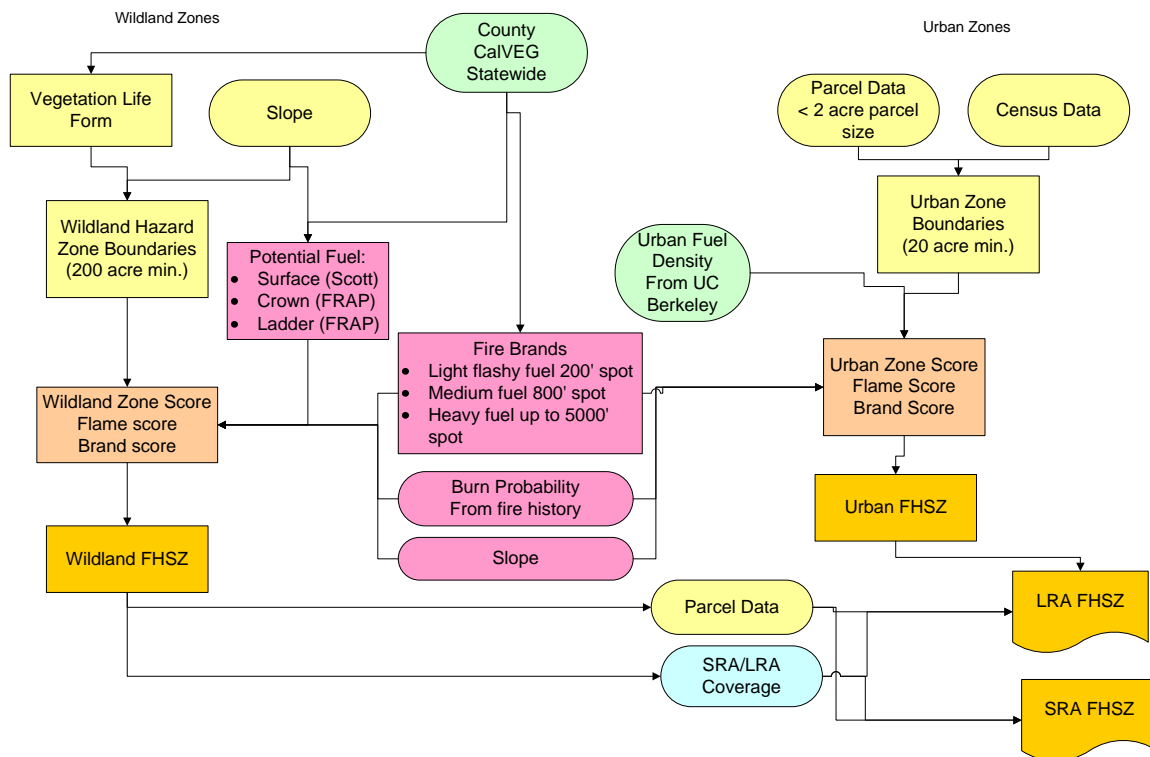 Wildland Zones
Urban Zones
County
CalVEG
Statewide
Vegetation Life
Form
Slope
Parcel Data
< 2 acre parcel
size
Census Data
Wildland Hazard
Zone Boundaries
(200 acre min.)
Potential Fuel:
• Surface (Scott)
• Crown (FRAP)
• Ladder (FRAP)
Urban Fuel
Density
From UC
Berkeley
Urban Zone
Boundaries
(20 acre min.)
Fire Brands
• Light flashy fuel 200' spot
• Medium fuel 800' spot
• Heavy fuel up to 5000'
spot
Wildland Zone Score
Flame score
Brand score
Urban Zone Score
Flame Score
Brand Score
Burn Probability
From fire history
Slope
Wildland FHSZ
Urban FHSZ
Parcel Data
SRA/LRA
Coverage
LRA FHSZ
SRA FHSZ